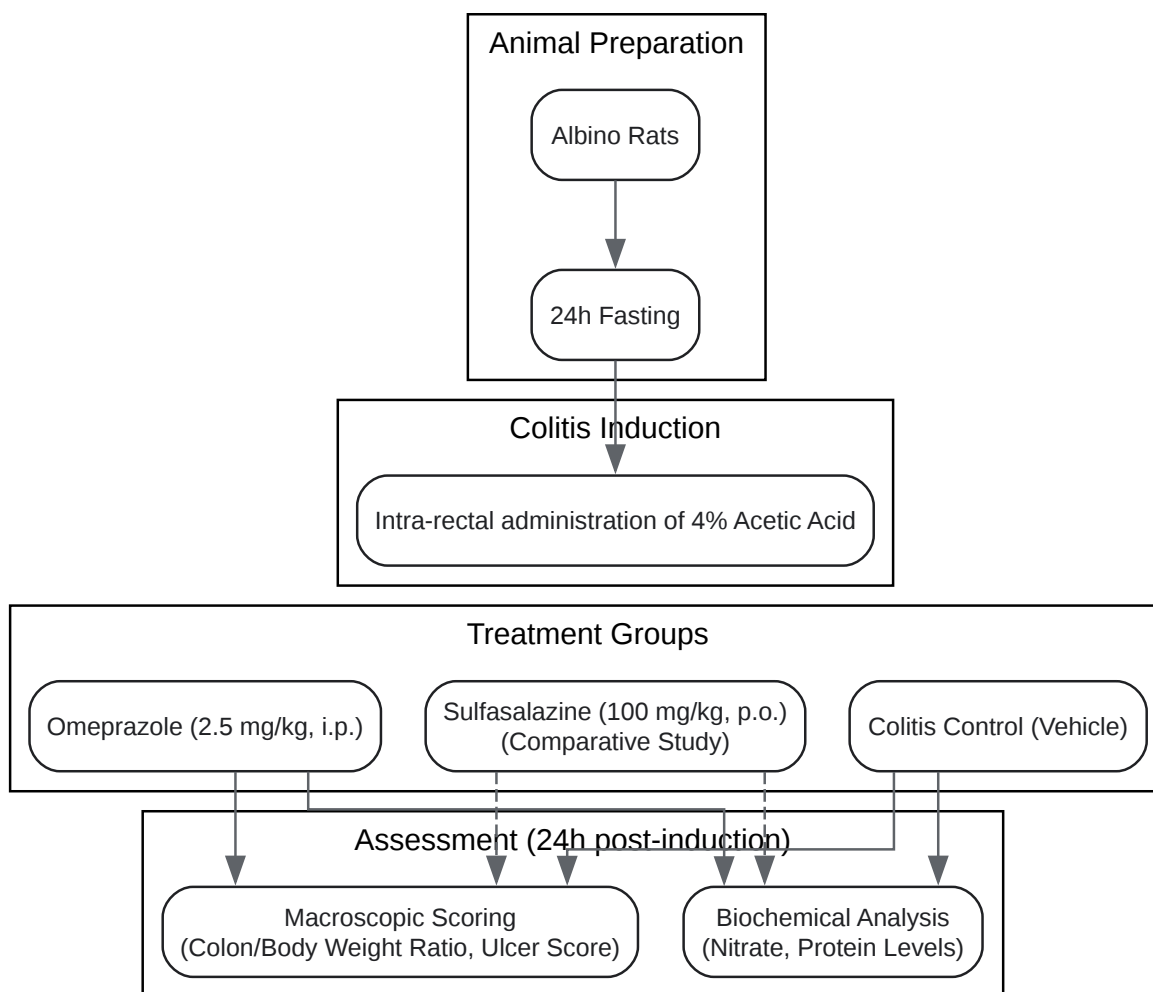 Animal Preparation
Albino Rats
24h Fasting
Colitis Induction
Intra-rectal administration of 4% Acetic Acid
Treatment Groups
Omeprazole (2.5 mg/kg, i.p.)
Sulfasalazine (100 mg/kg, p.o.)
(Comparative Study)
Colitis Control (Vehicle)
Assessment (24h post-induction)
Macroscopic Scoring
(Colon/Body Weight Ratio, Ulcer Score)
Biochemical Analysis
(Nitrate, Protein Levels)